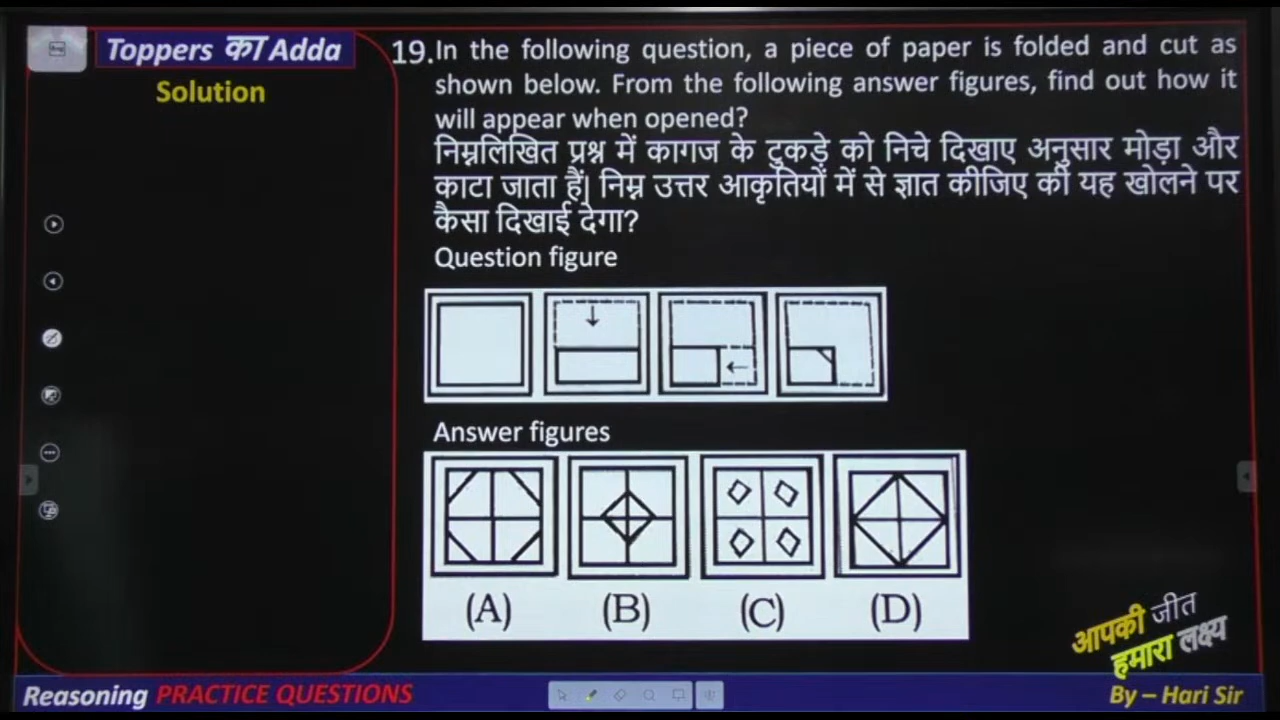 Toppers का Adda
Solution
19.In the following question, a piece of paper is folded and cut as
shown below. From the following answer figures, find out how it
will appear when opened?
निम्नलिखित प्रश्न में कागज के टुकड़े को निचे दिखाए अनुसार मोड़ा और
काटा जाता हैं| निम्न उत्तर आकृतियों में से ज्ञात कीजिए की यह खोलने पर
कैसा दिखाई देगा?
Question figure
Answer figures
(A) (B) (C) (D)
आपकी जीत
हमारा लक्ष्य
Reasoning PRACTICE QUESTIONS
By – Hari Sir